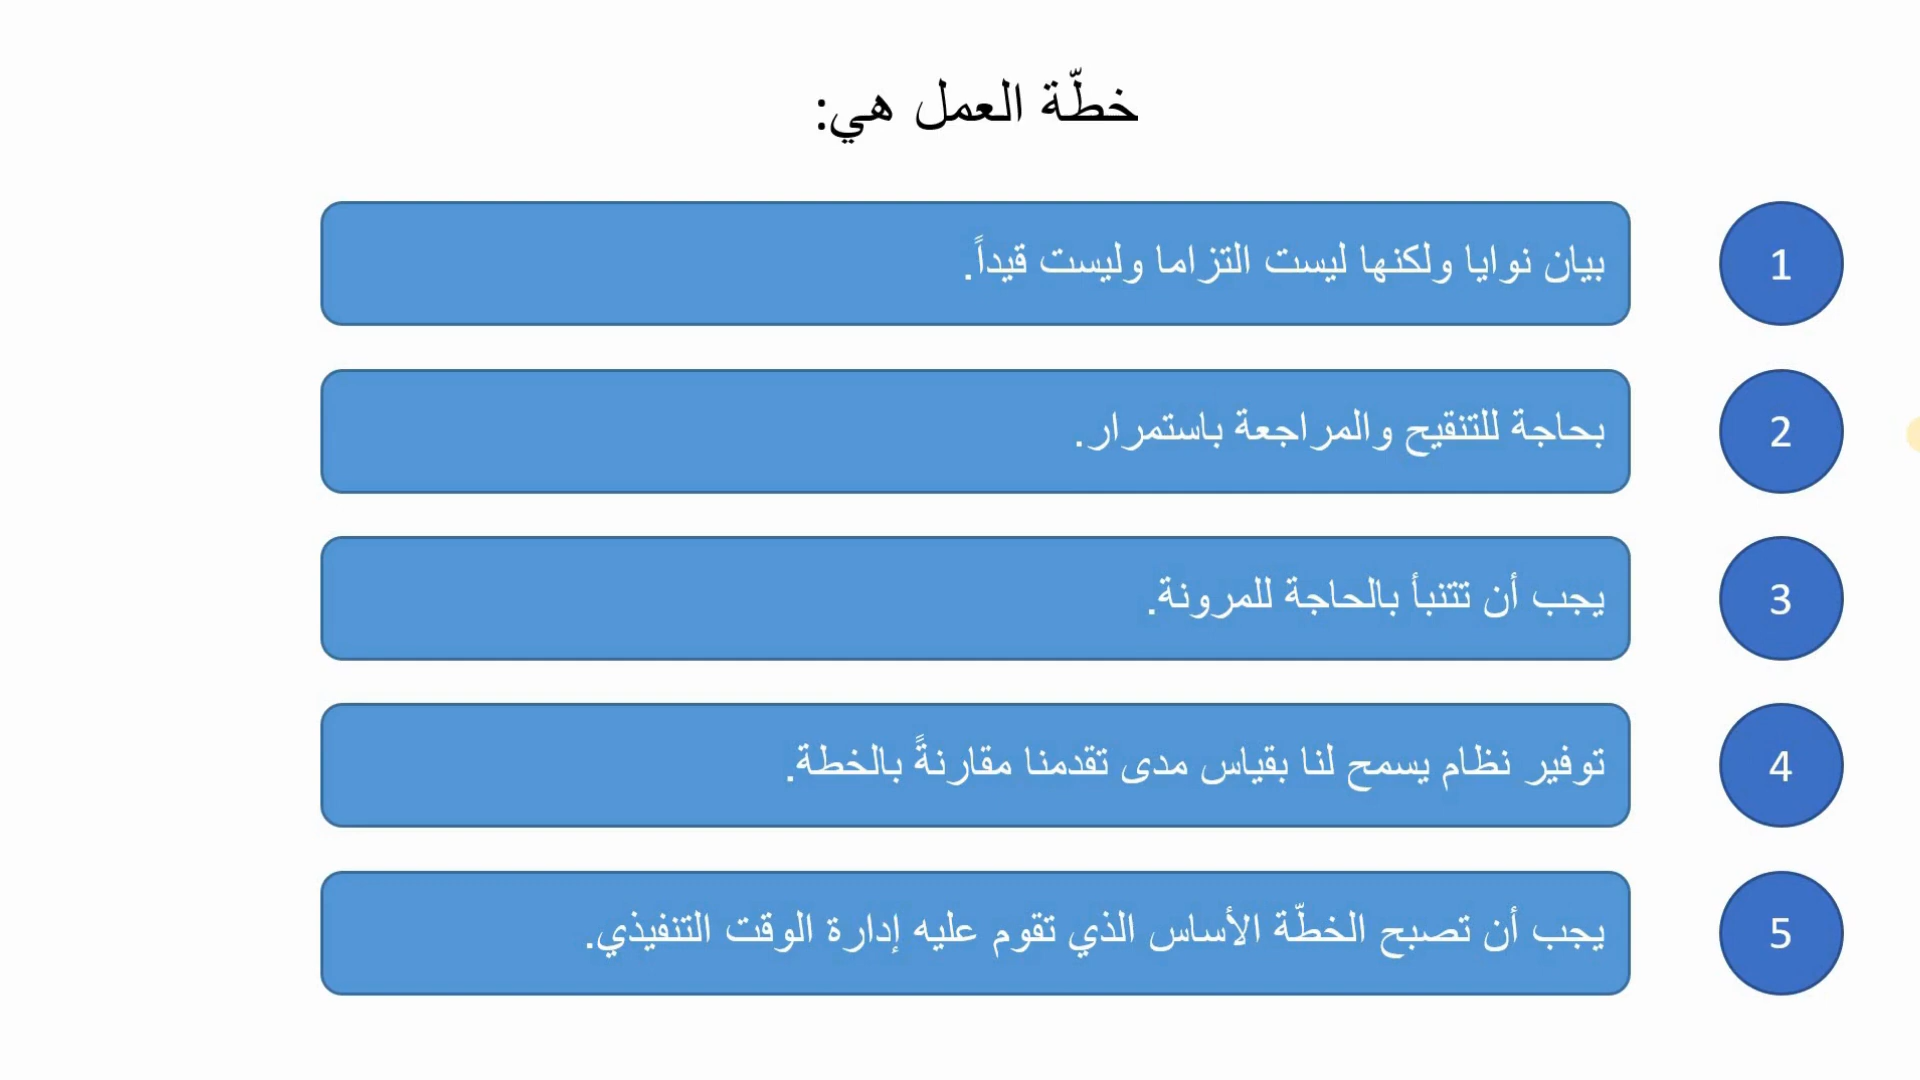 خطّة العمل هي:
1
بيان نوايا ولكنها ليست التزاما وليست قيداً.
2
بحاجة للتنقيح والمراجعة باستمرار.
3
يجب أن تتنبأ بالحاجة للمرونة.
4
توفير نظام يسمح لنا بقياس مدى تقدمنا مقارنةً بالخطة.
5
يجب أن تصبح الخطّة الأساس الذي تقوم عليه إدارة الوقت التنفيذي.